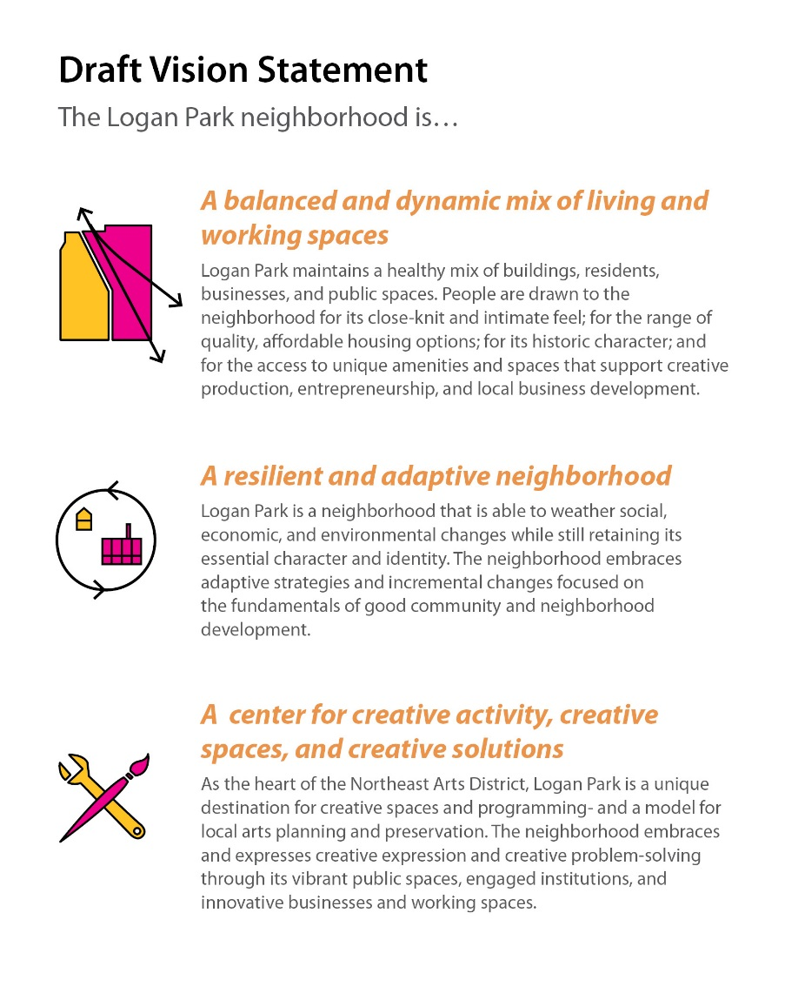 Draft Vision Statement
The Logan Park neighborhood is…
A balanced and dynamic mix of living and
working spaces
Logan Park maintains a healthy mix of buildings, residents,
businesses, and public spaces. People are drawn to the
neighborhood for its close-knit and intimate feel; for the range of
quality, affordable housing options; for its historic character; and
for the access to unique amenities and spaces that support creative
production, entrepreneurship, and local business development.
A resilient and adaptive neighborhood
Logan Park is a neighborhood that is able to weather social,
economic, and environmental changes while still retaining its
essential character and identity. The neighborhood embraces
adaptive strategies and incremental changes focused on
the fundamentals of good community and neighborhood
development.
A  center for creative activity, creative
spaces, and creative solutions
As the heart of the Northeast Arts District, Logan Park is a unique
destination for creative spaces and programming- and a model for
local arts planning and preservation. The neighborhood embraces
and expresses creative expression and creative problem-solving
through its vibrant public spaces, engaged institutions, and
innovative businesses and working spaces.